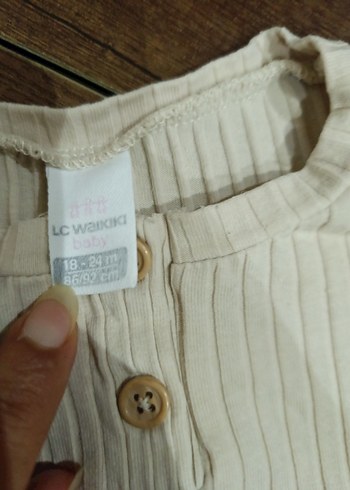 LC WAIKIKI
baby
18 - 24 m
86/92 cm